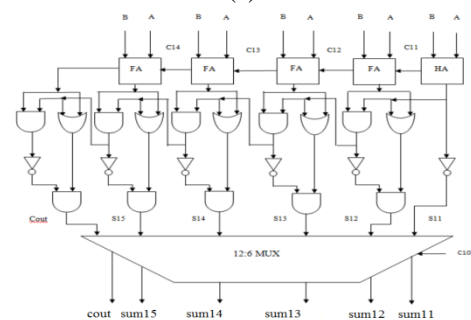 B A B A B A B A B A
C14 C13 C12 C11
FA FA FA FA HA
Cout S15 S14 S13 S12 S11
12:6 MUX
C10
cout sum15 sum14 sum13 sum12 sum11